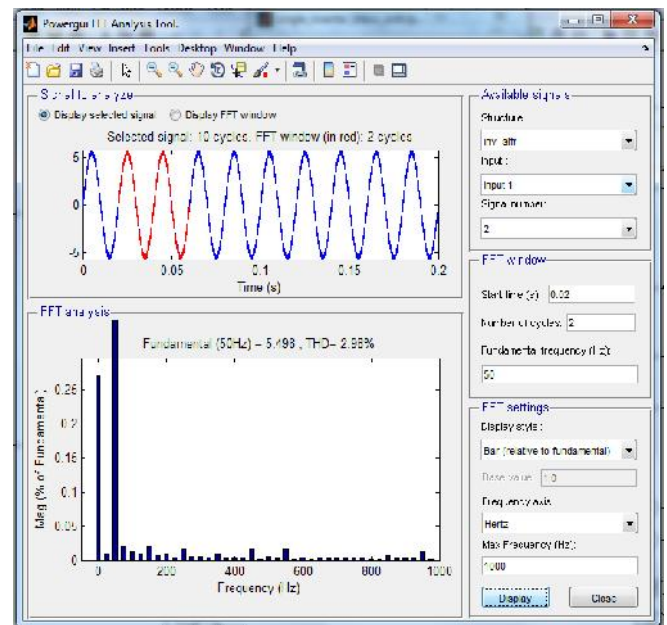 Powergui FFT Analysis Tool.
File Edit View Insert Tools Desktop Window Help
Signal to analyze
Display selected signal Display FFT window
Selected signal: 10 cycles. FFT window (in red): 2 cycles
5
0
-5
0 0.05 0.1 0.15 0.2
Time (s)
FFT analysis
Fundamental (50Hz) = 5.498 , THD= 2.98%
0.25
0.2
0.15
0.1
0.05
0
Mag (% of Fundamental)
0 200 400 600 800 1000
Frequency (Hz)
Available signals
Structure
Input :
input 1
Signal number:
2
FFT window
Start time (s): 0.02
Number of cycles: 2
Fundamental frequency (Hz):
50
FFT settings
Display style :
Bar (relative to fundamental)
Base value: 1.0
Frequency axis
Hertz
Max Frequency (Hz):
1000
Display Close